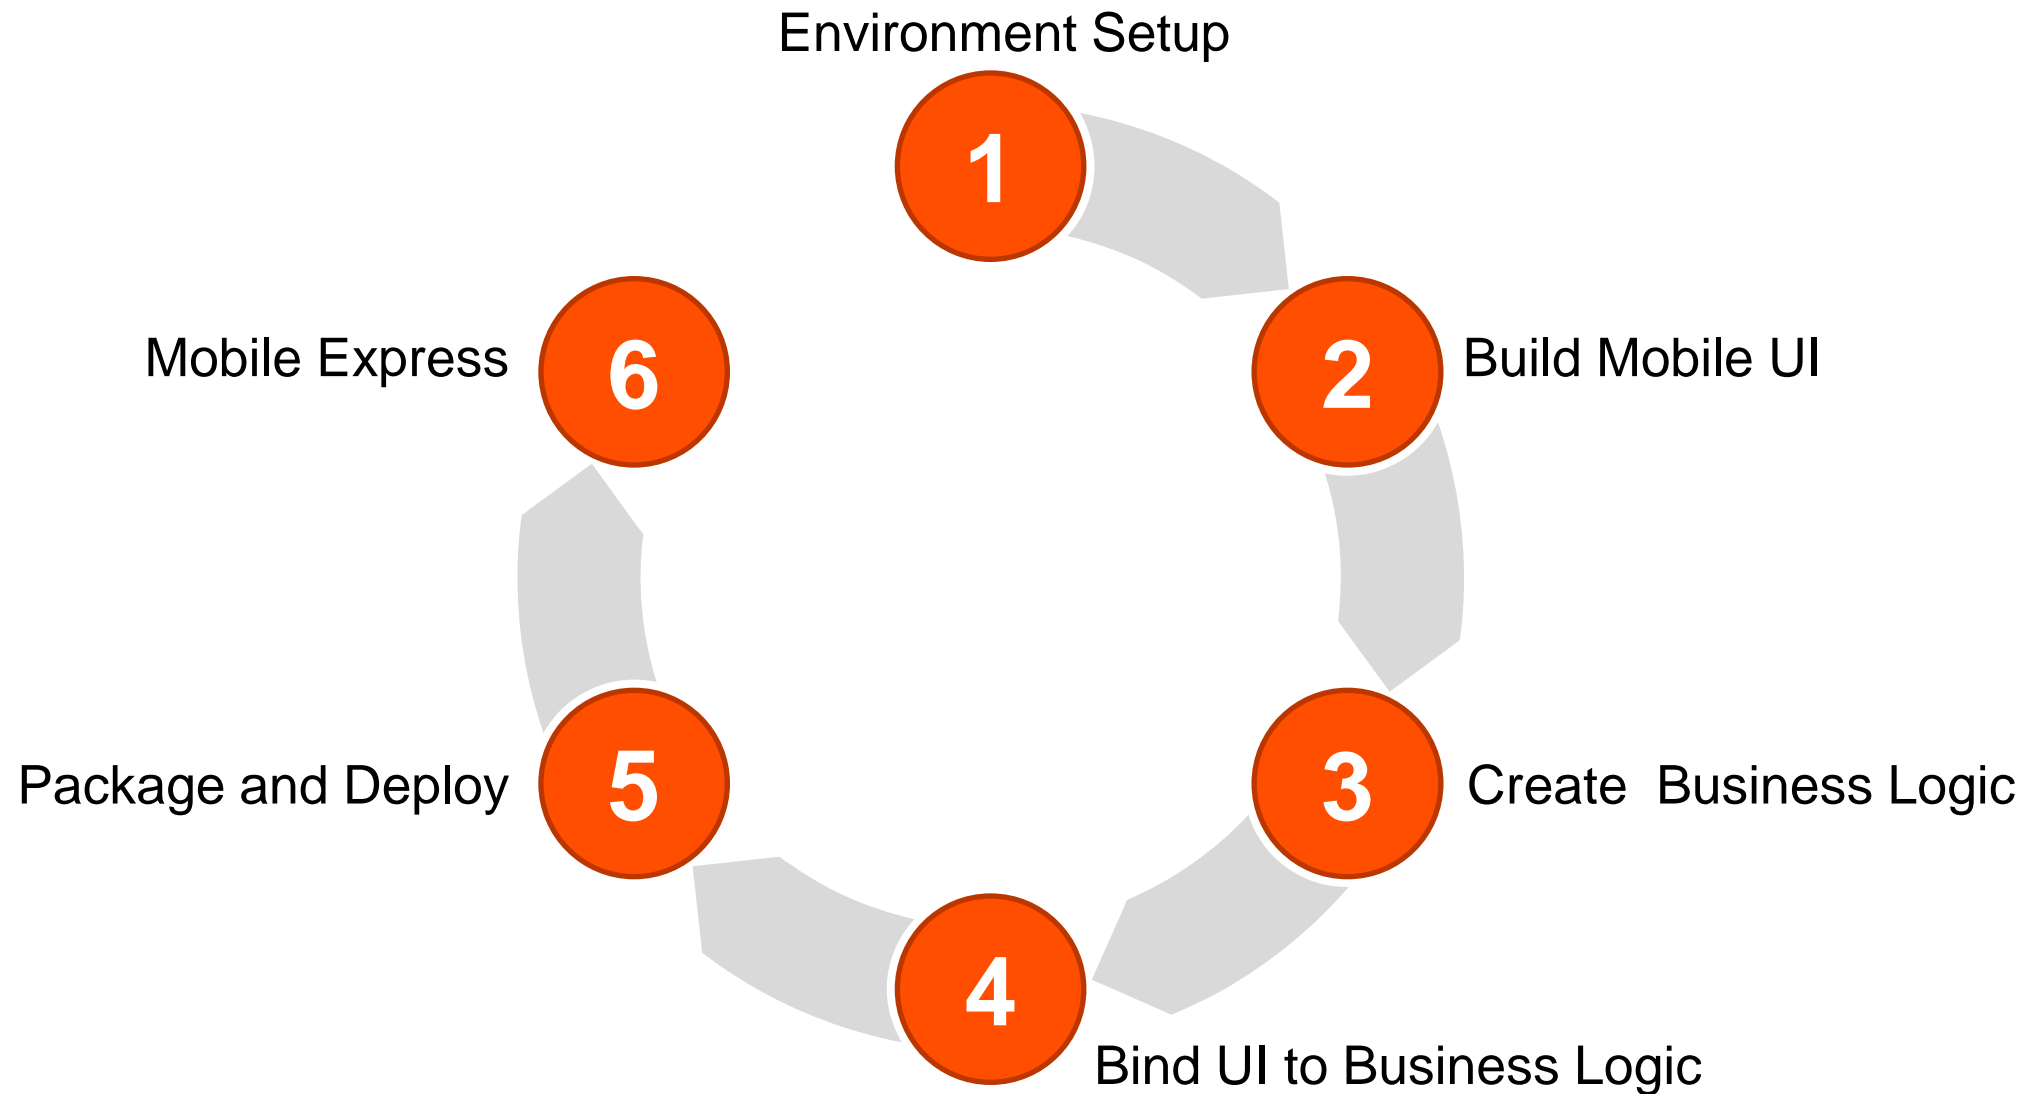 Environment Setup
1
2
Build Mobile UI
3
Create  Business Logic
4
Bind UI to Business Logic
5
Package and Deploy
6
Mobile Express